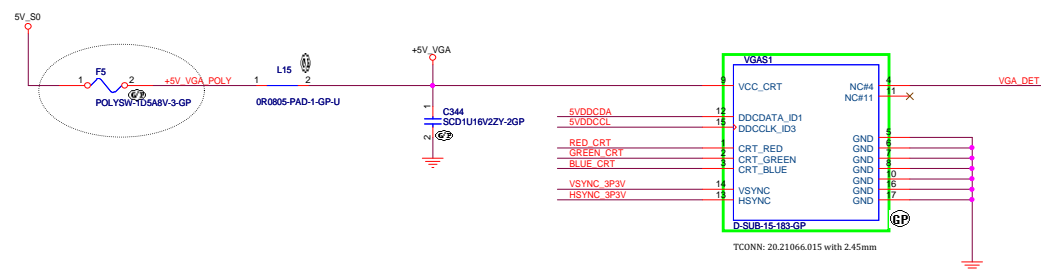 5V_S0
F5
1
2
+5V_VGA_POLY
G/P
POLYSW-1D5A8V-3-GP
L15
1
2
0R0805-PAD-1-GP-U
+5V_VGA
1
C344
SCD1U16V2ZY-2GP
2
G/P
VGAS1
9
VCC_CRT
NC#4
4
VGA_DET
NC#11
11
5VDDCDA
12
DDCDATA_ID1
5VDDCCL
15
DDCCLK_ID3
GND
5
RED_CRT
1
CRT_RED
GND
6
GREEN_CRT
2
CRT_GREEN
GND
7
BLUE_CRT
3
CRT_BLUE
GND
8
GND
10
VSYNC_3P3V
14
VSYNC
GND
16
HSYNC_3P3V
13
HSYNC
GND
17
GP
D-SUB-15-183-GP
TCONN: 20.21066.015 with 2.45mm